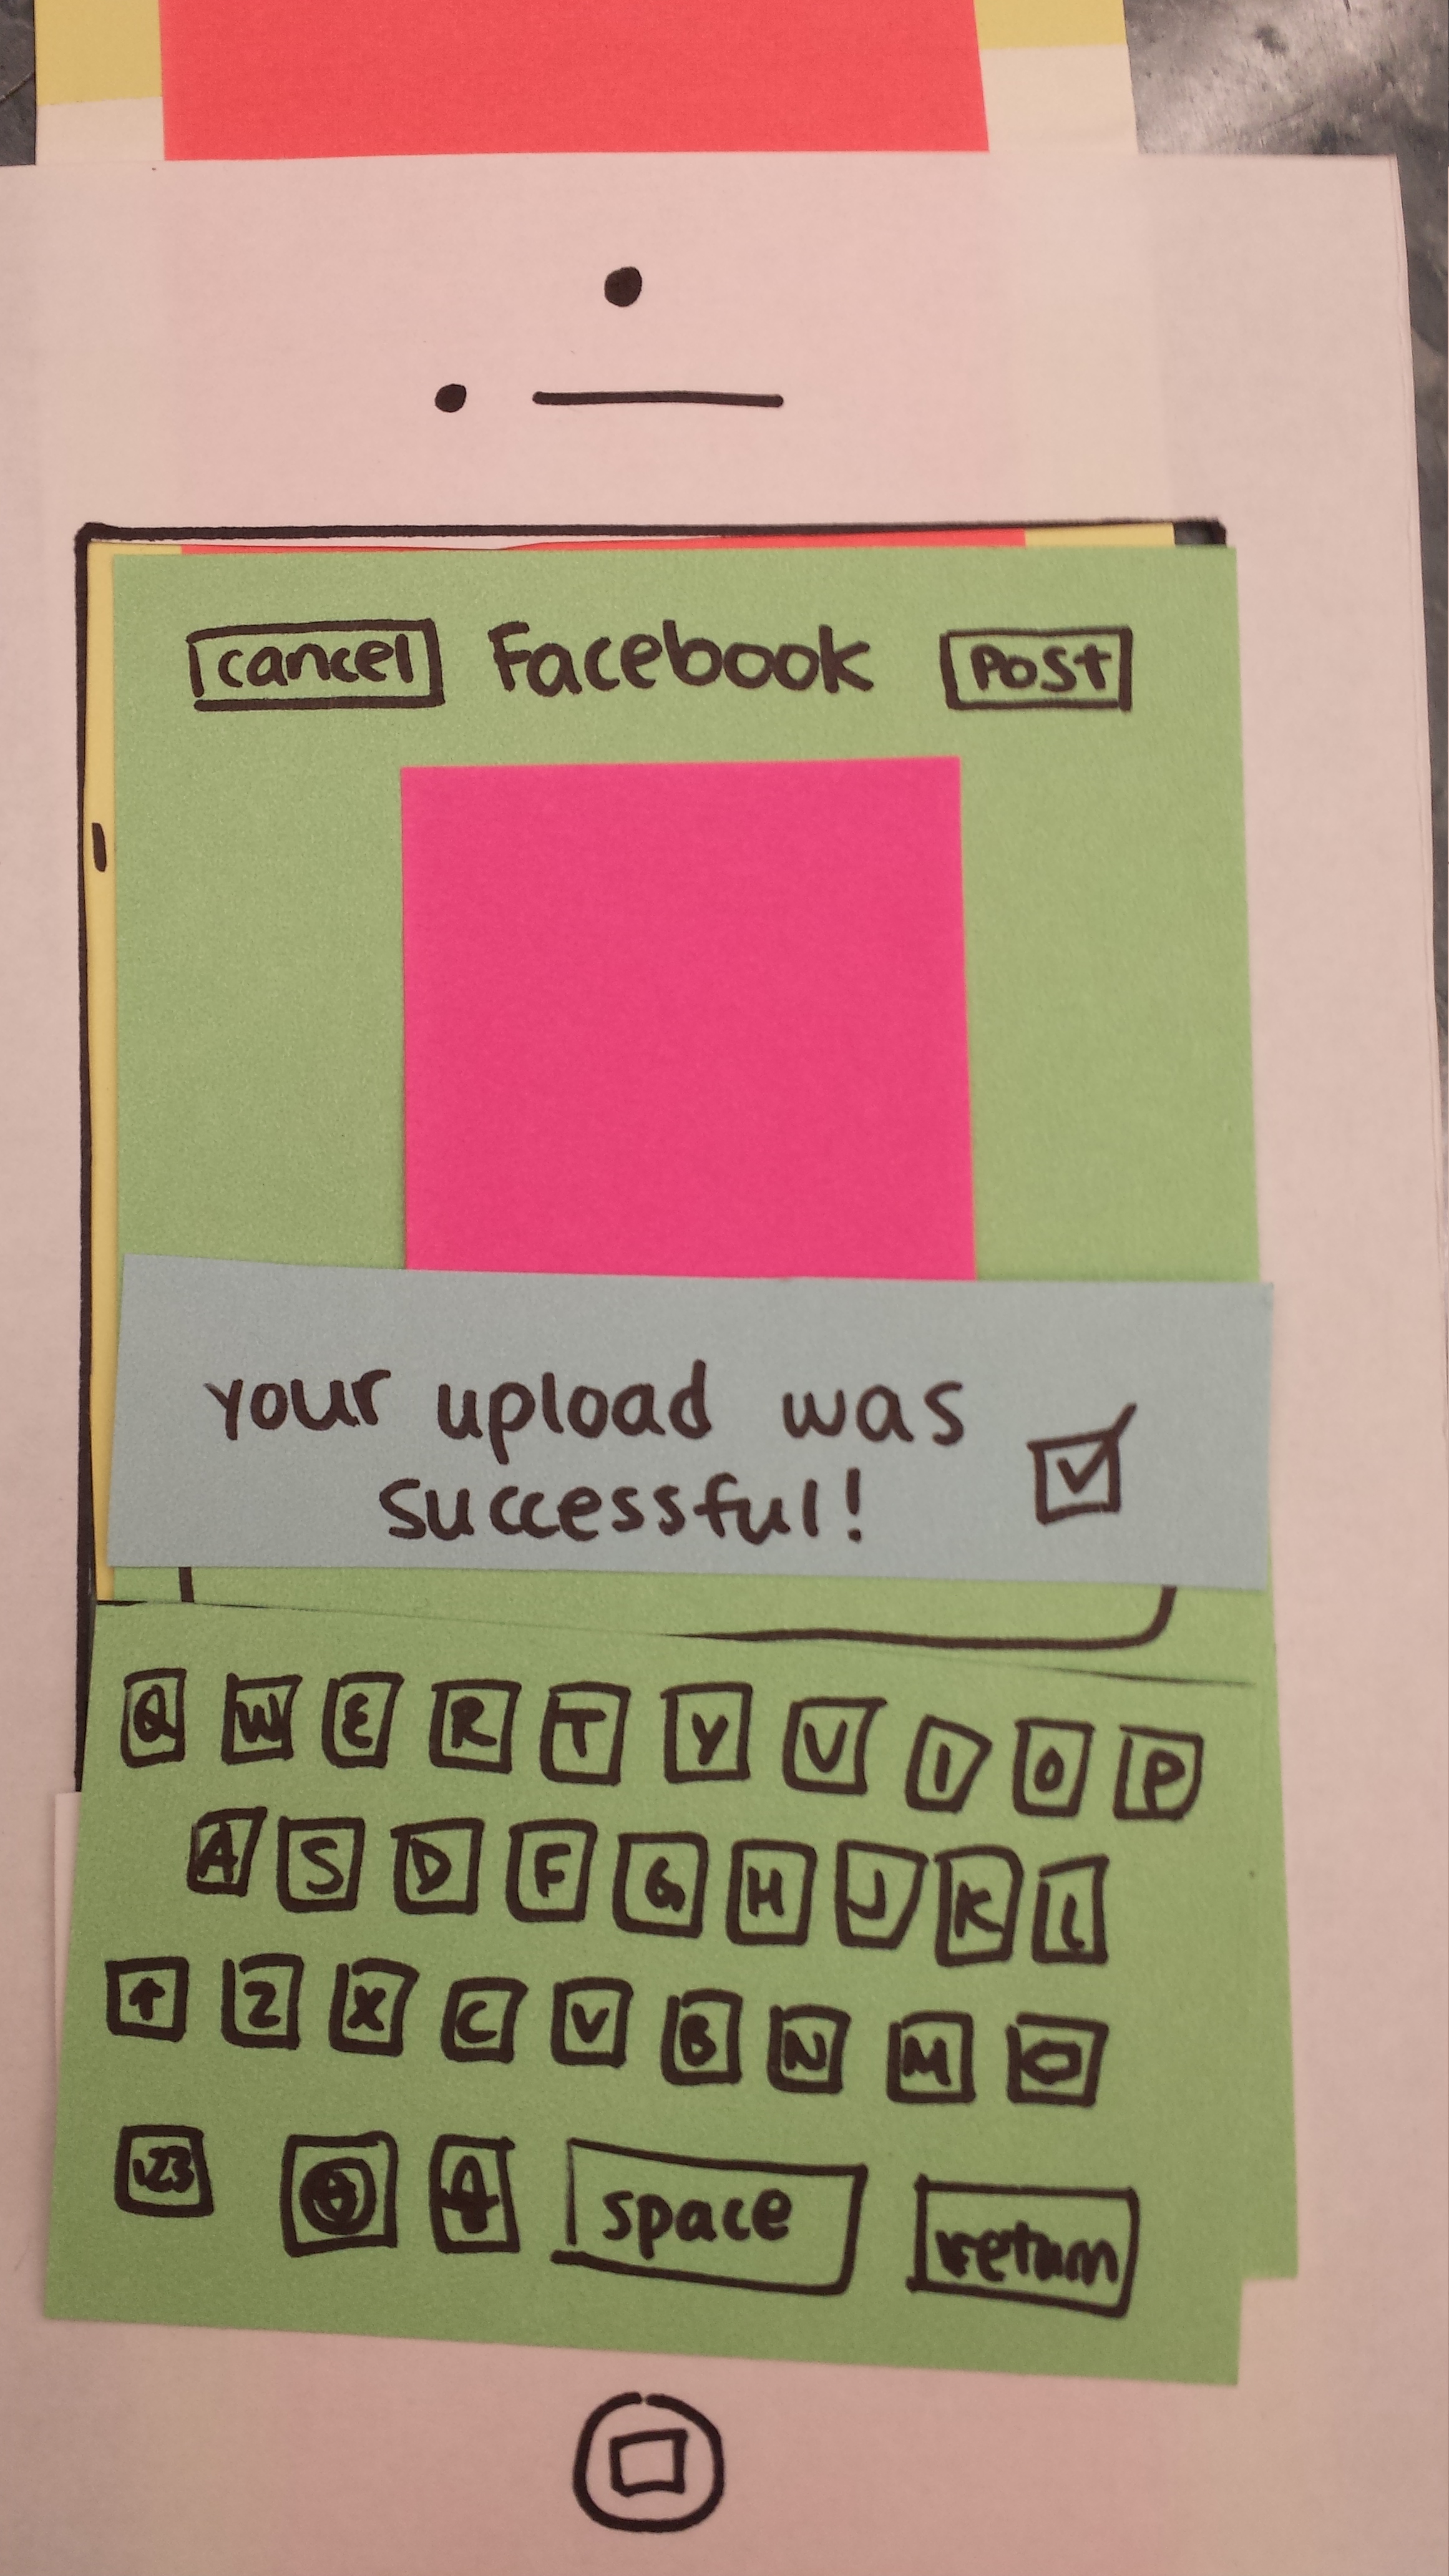 cancel Facebook Post
your upload was
successful!
Q W E R T Y U I O P
A S D F G H J K L
Z X C V B N M
123 space return